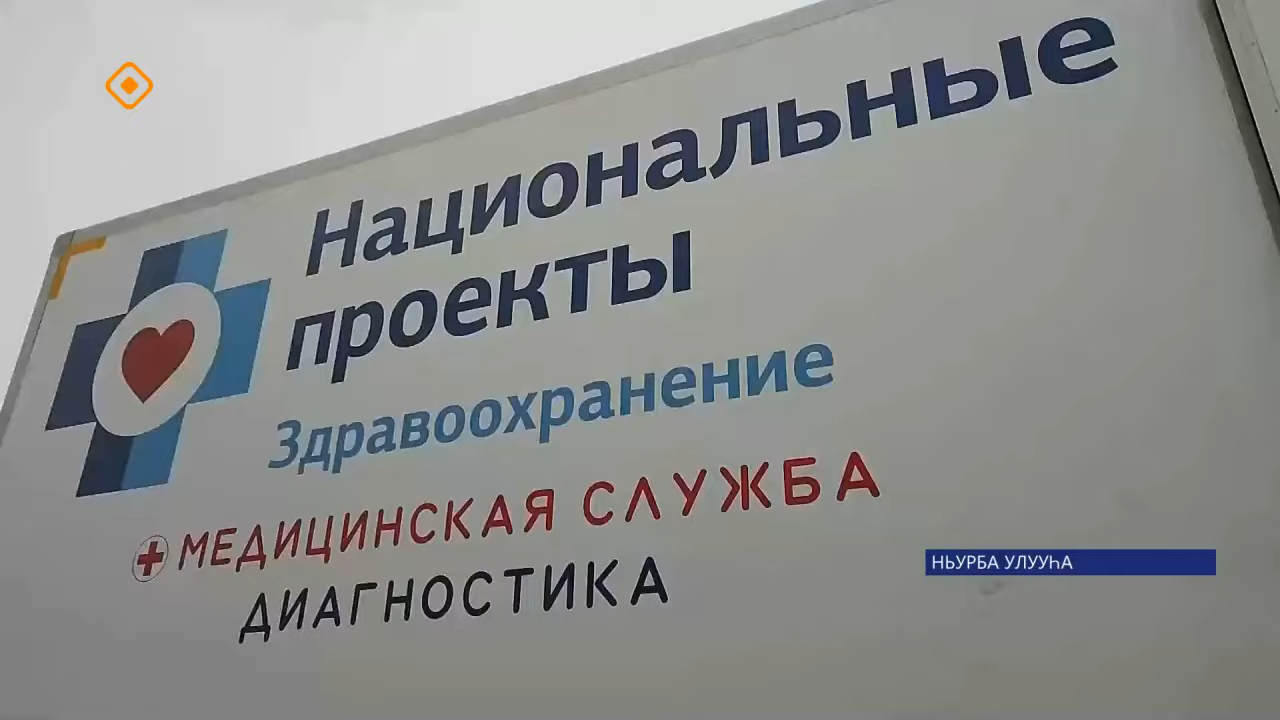 Национальные
проекты
Здравоохранение
МЕДИЦИНСКАЯ СЛУЖБА
ДИАГНОСТИКА
НЬУРБА УЛУУҺА